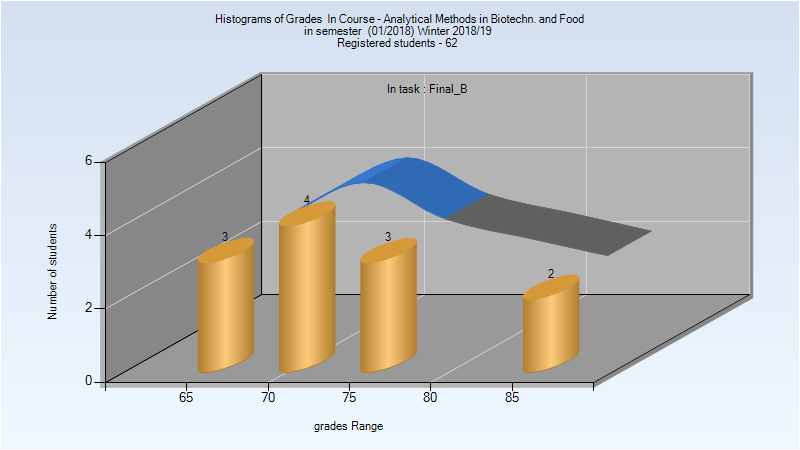 Histograms of Grades In Course - Analytical Methods in Biotechn. and Food
in semester (01/2018) Winter 2018/19
Registered students - 62
In task : Final_B
6
4
2
0
Number of students
3
4
3
2
65
70
75
80
85
grades Range